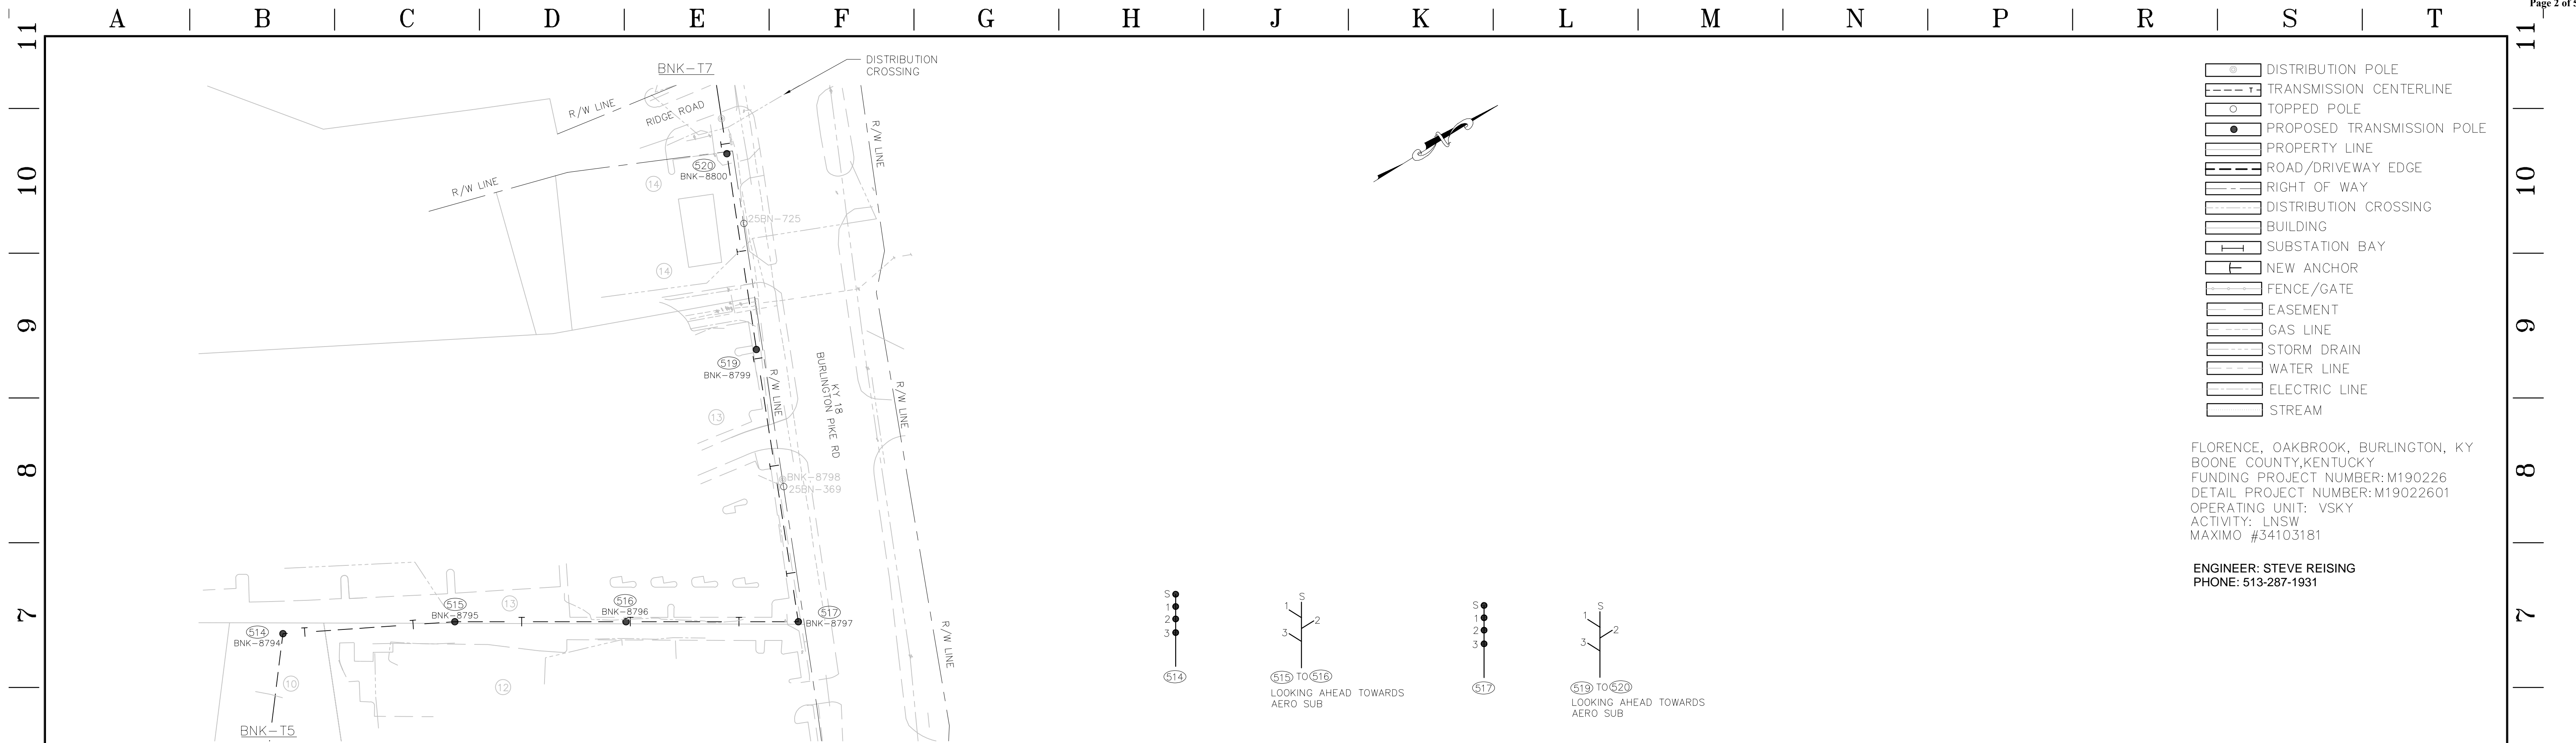 Page 2 of 5
A B C D E F G H J K L M N P R S T
11
11
BNK-T7
DISTRIBUTION
CROSSING
R/W LINE
RIDGE ROAD
R/W LINE
10
10
520
BNK-8800
14
R/W LINE
25BN-725
14
9
9
519
BNK-8799
R/W LINE
KY 18
BURLINGTON PIKE RD
R/W LINE
13
8
8
BNK-8798
25BN-369
7
7
515
BNK-8795
13
516
BNK-8796
517
BNK-8797
514
BNK-8794
R/W LINE
10
12
BNK-T5
N
DISTRIBUTION POLE
T TRANSMISSION CENTERLINE
TOPPED POLE
PROPOSED TRANSMISSION POLE
PROPERTY LINE
ROAD/DRIVEWAY EDGE
RIGHT OF WAY
DISTRIBUTION CROSSING
BUILDING
SUBSTATION BAY
NEW ANCHOR
FENCE/GATE
EASEMENT
GAS LINE
STORM DRAIN
WATER LINE
ELECTRIC LINE
STREAM
FLORENCE, OAKBROOK, BURLINGTON, KY
BOONE COUNTY,KENTUCKY
FUNDING PROJECT NUMBER: M190226
DETAIL PROJECT NUMBER: M19022601
OPERATING UNIT: VSKY
ACTIVITY: LNSW
MAXIMO #34103181
ENGINEER: STEVE REISING
PHONE: 513-287-1931
S
1
2
3
514
S
1
2
3
515 TO 516
LOOKING AHEAD TOWARDS
AERO SUB
S
1
2
3
517
S
1
2
3
519 TO 520
LOOKING AHEAD TOWARDS
AERO SUB